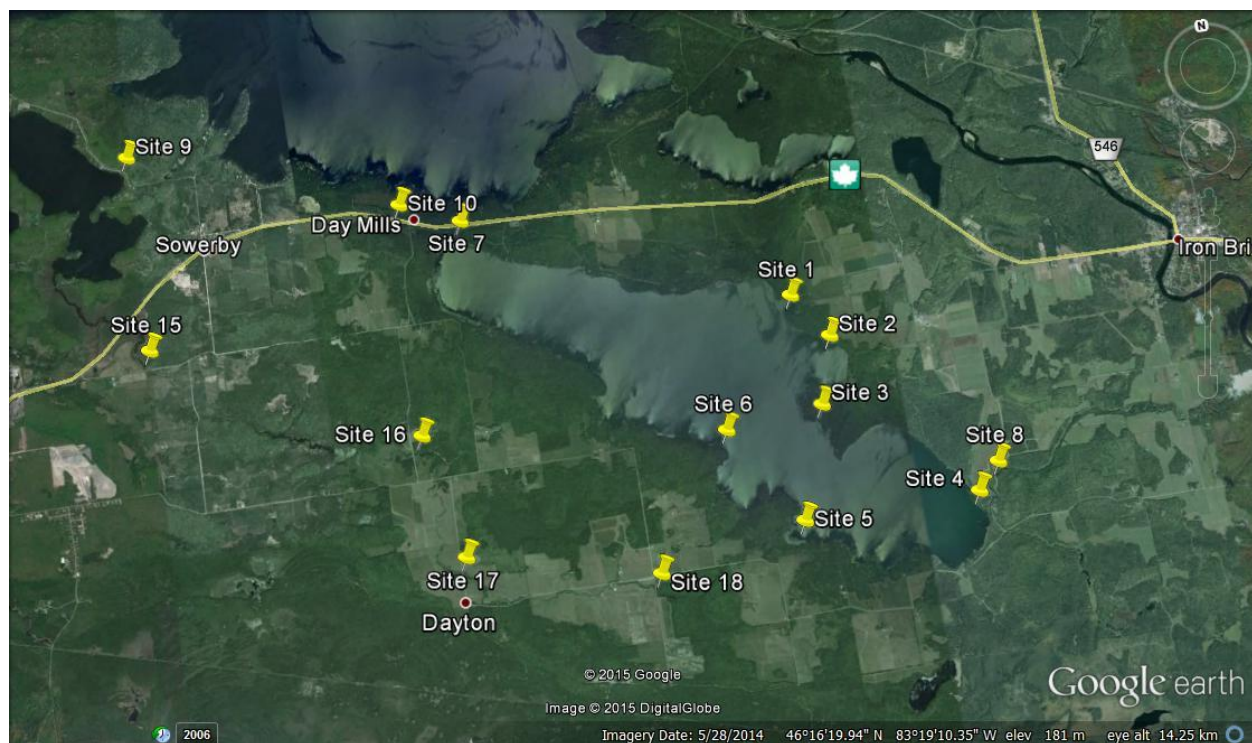 N
546
Site 9
Site 10
Day Mills
Site 7
Sowerby
Iron Bri
Site 1
Site 15
Site 2
Site 3
Site 6
Site 16
Site 8
Site 4
Site 5
Site 17
Site 18
Dayton
© 2015 Google
Image © 2015 DigitalGlobe
Google earth
2006
Imagery Date: 5/28/2014 46°16'19.94" N 83°19'10.35" W elev 181 m eye alt 14.25 km